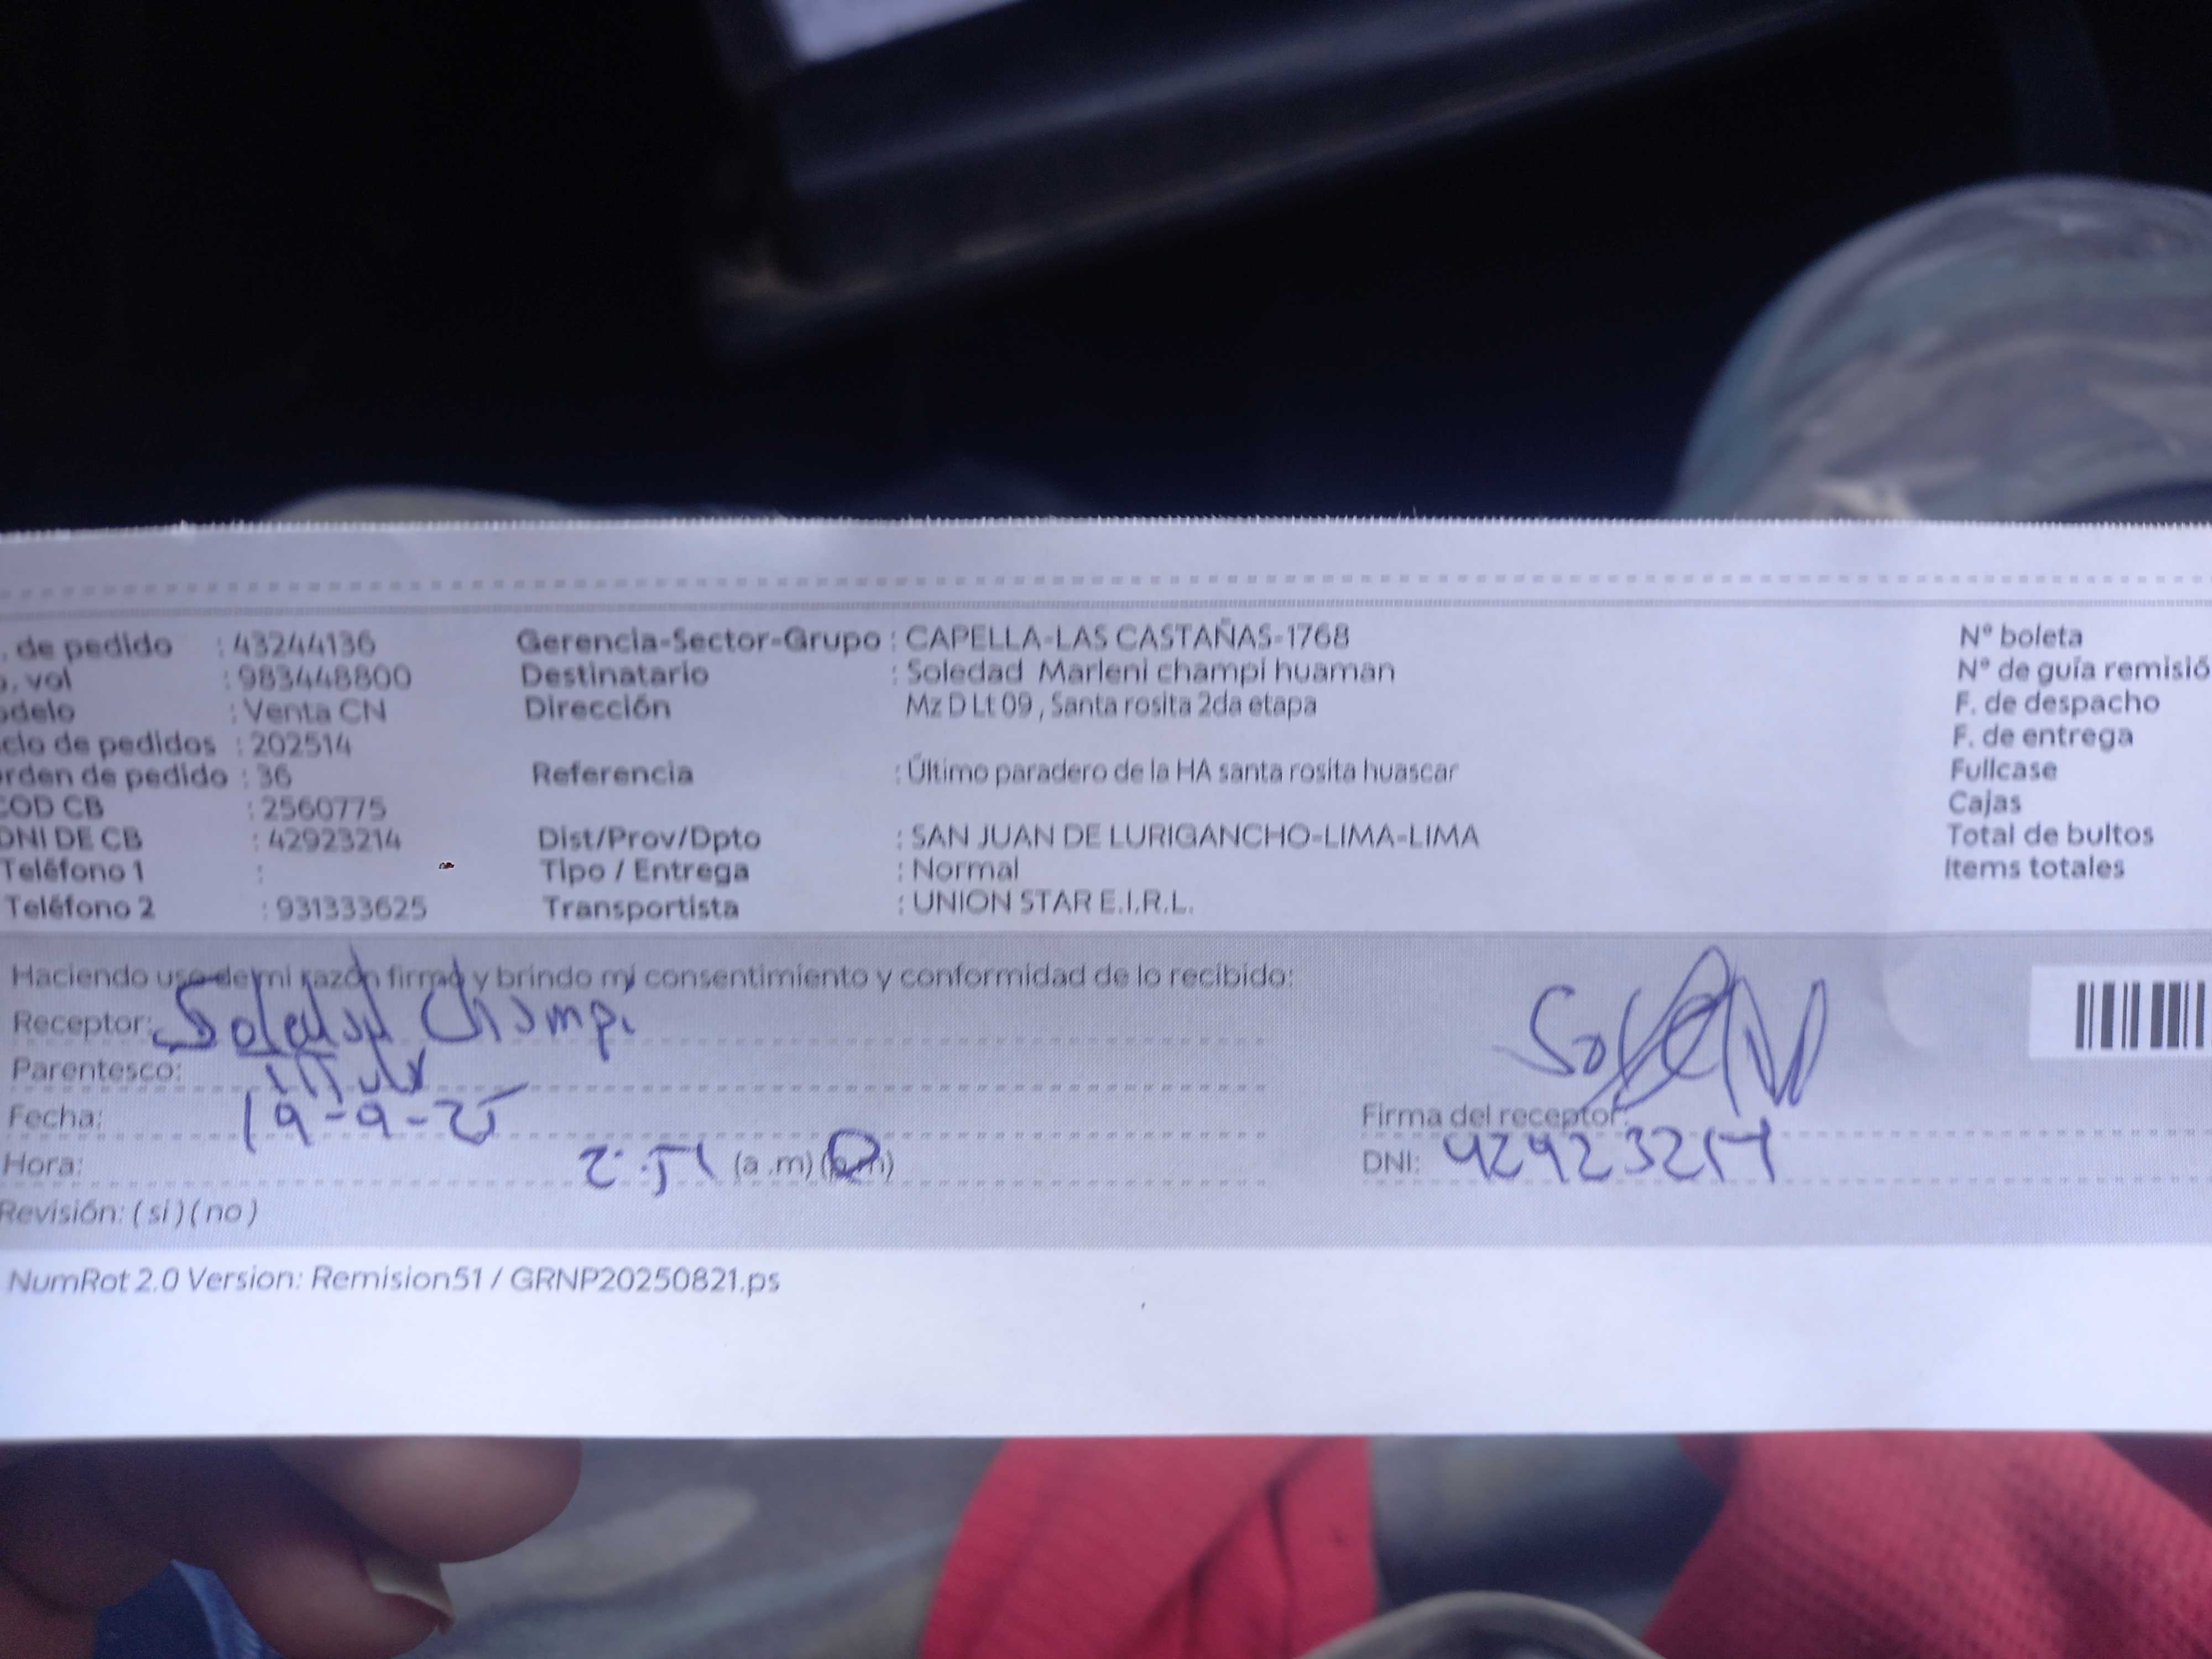 . de pedido : 43244136 Gerencia-Sector-Grupo : CAPELLA-LAS CASTAÑAS-1768 N° boleta
o, vol : 983448800 Destinatario : Soledad Marleni champi huaman N° de guía remisió
odelo : Venta CN Dirección Mz D Lt 09 , Santa rosita 2da etapa F. de despacho
clo de pedidos : 202514 F. de entrega
rden de pedido : 36 Referencia : Último paradero de la HA santa rosita huascar Fullcase
COD CB : 2560775 Cajas
DNI DE CB : 42923214 Dist/Prov/Dpto : SAN JUAN DE LURIGANCHO-LIMA-LIMA Total de bultos
Teléfono 1 : Tipo / Entrega : Normal Items totales
Teléfono 2 : 931333625 Transportista : UNION STAR E.I.R.L.
Haciendo uso de mi razón firmo y brindo mi consentimiento y conformidad de lo recibido:
Receptor: Soledad Champi
Parentesco: Titular
Fecha: 19-9-25 Firma del receptor:
Hora: 2:51 (a .m) (p.m) DNI: 42923214
Revisión: ( si ) ( no )
NumRot 2.0 Version: Remision51 / GRNP20250821.ps